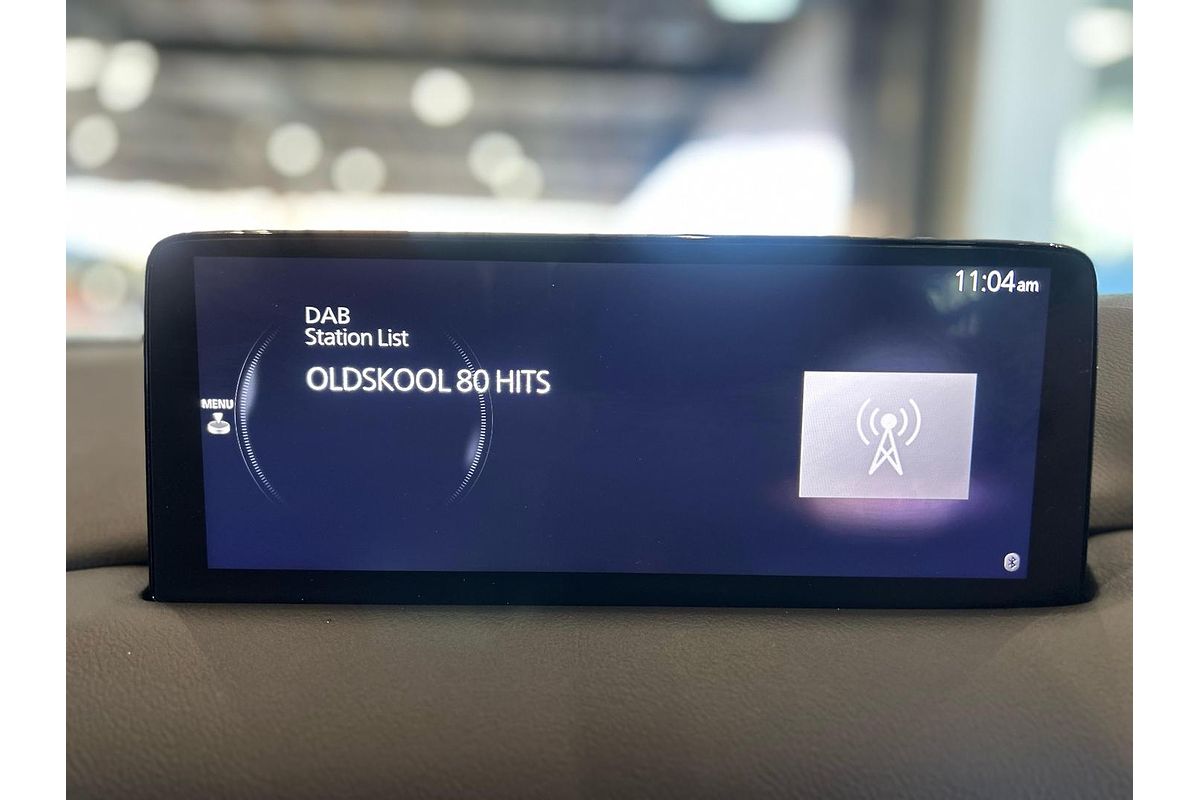 11:04am
DAB
Station List
OLDSKOOL 80 HITS
MENU